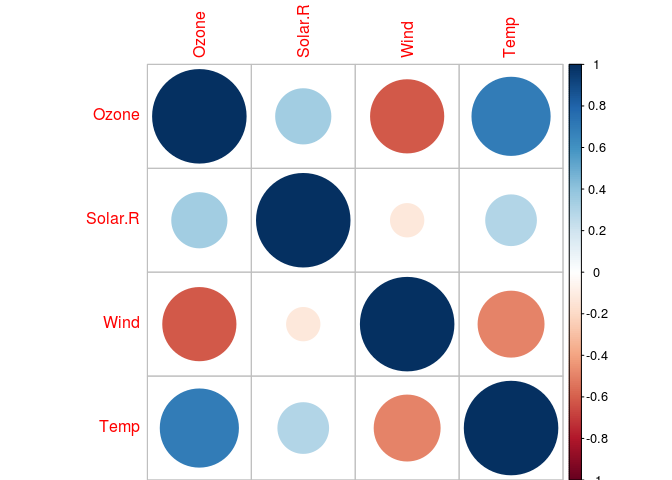 Ozone
Solar.R
Wind
Temp
Ozone
Solar.R
Wind
Temp
1
0.8
0.6
0.4
0.2
0
-0.2
-0.4
-0.6
-0.8
-1